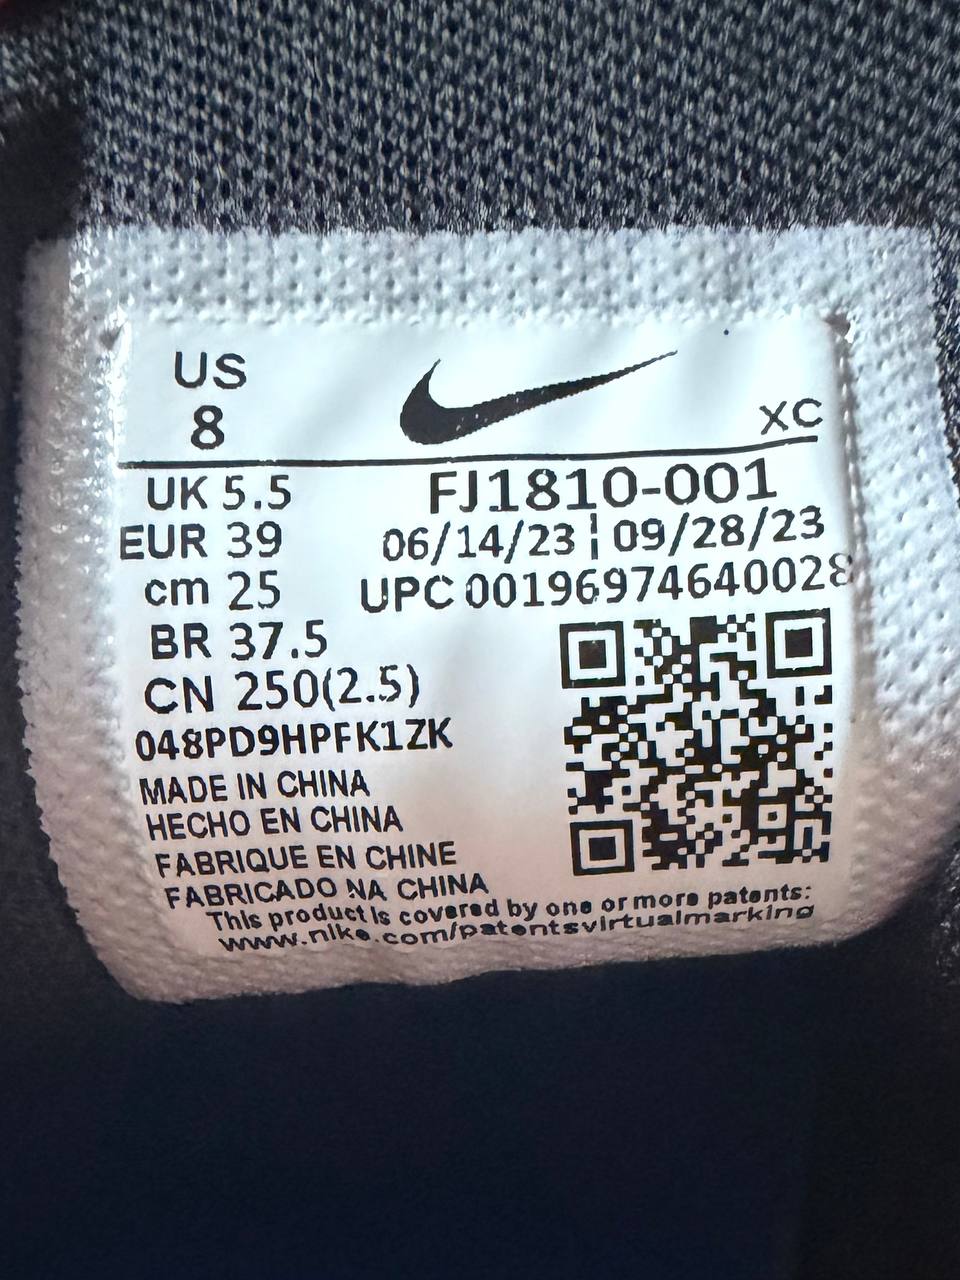 US
8
XC
UK 5.5
FJ1810-001
EUR 39
06/14/23 ¦ 09/28/23
cm 25
UPC 00196974640028
BR 37.5
CN 250(2.5)
048PD9HPFK1ZK
MADE IN CHINA
HECHO EN CHINA
FABRIQUE EN CHINE
FABRICADO NA CHINA
This product is covered by one or more patents:
www.nike.com/patentsvirtualmarking